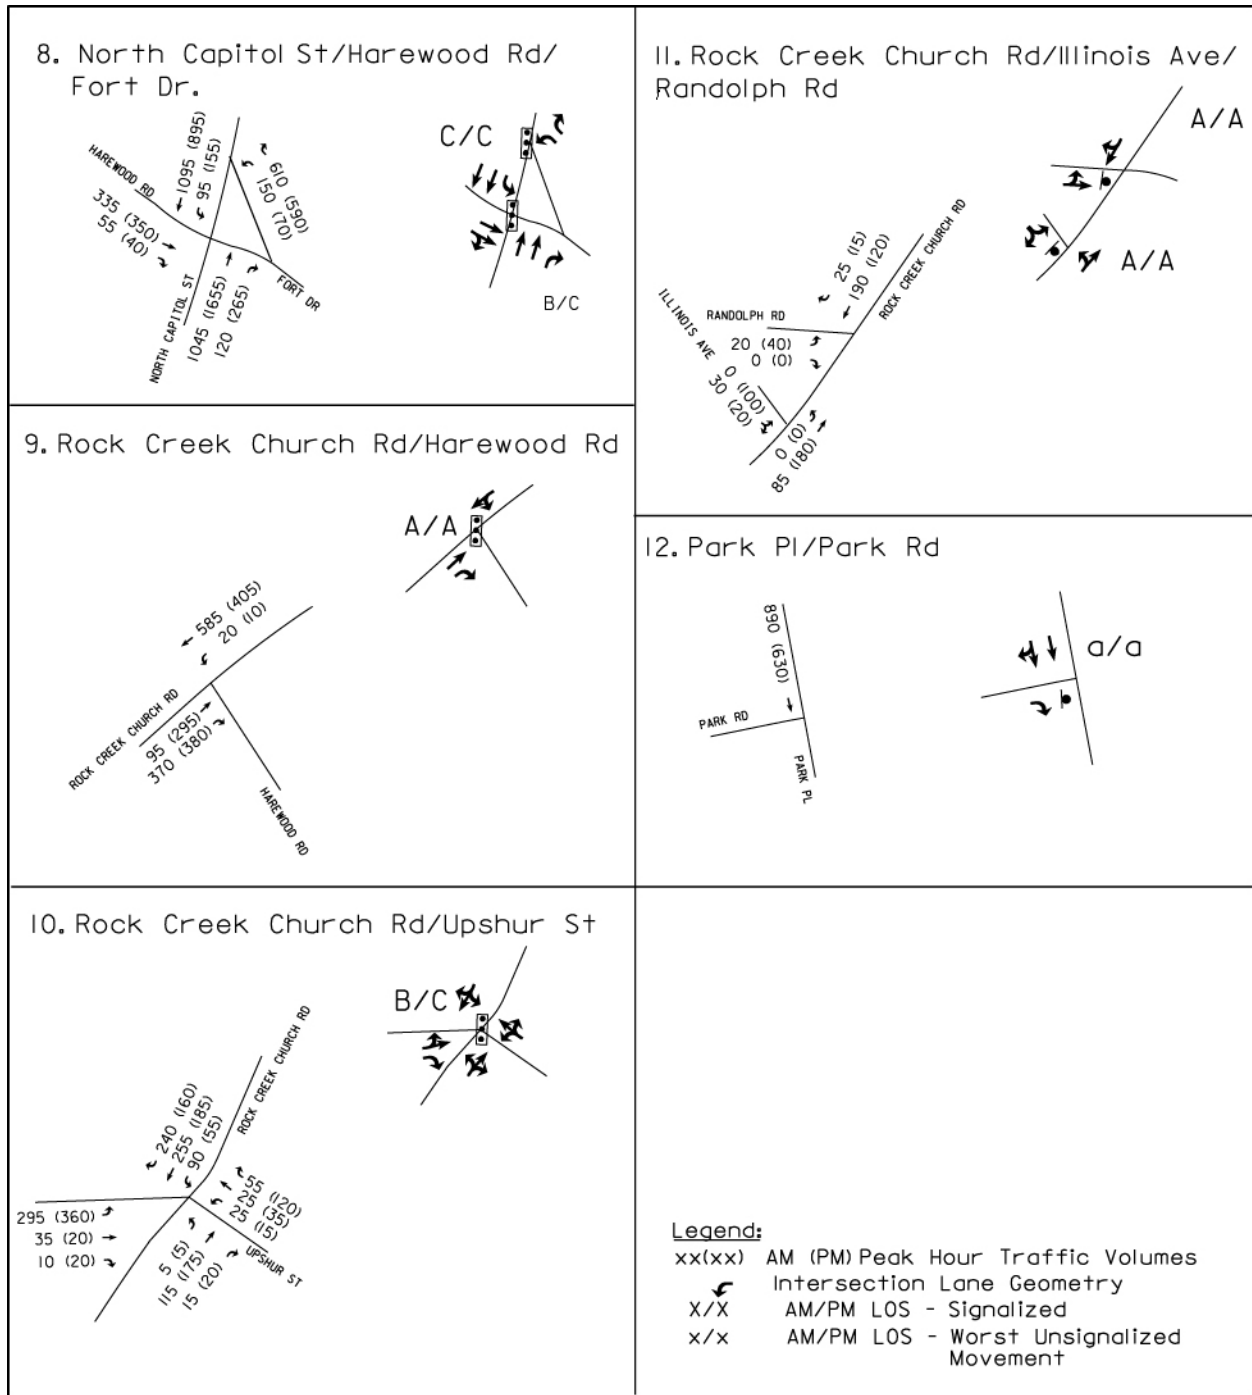 8. North Capitol St/Harewood Rd/
Fort Dr.
HAREWOOD RD
1095 (895)
95 (155)
610 (590)
150 (70)
335 (350)
55 (40)
NORTH CAPITOL ST
1045 (1655)
120 (265)
FORT DR
C/C
B/C
9. Rock Creek Church Rd/Harewood Rd
A/A
585 (405)
20 (10)
ROCK CREEK CHURCH RD
95 (295)
370 (380)
HAREWOOD RD
10. Rock Creek Church Rd/Upshur St
B/C
ROCK CREEK CHURCH RD
240 (160)
255 (185)
90 (55)
55 (120)
25 (35)
25 (15)
295 (360)
35 (20)
10 (20)
5 (5)
115 (175)
15 (20)
UPSHUR ST
11. Rock Creek Church Rd/Illinois Ave/
Randolph Rd
A/A
A/A
25 (15)
190 (120)
ROCK CREEK CHURCH RD
ILLINOIS AVE
RANDOLPH RD
20 (40)
0 (0)
0 (100)
30 (20)
0 (0)
85 (180)
12. Park Pl/Park Rd
890 (630)
PARK RD
PARK PL
a/a
Legend:
xx(xx) AM (PM) Peak Hour Traffic Volumes
Intersection Lane Geometry
X/X AM/PM LOS - Signalized
x/x AM/PM LOS - Worst Unsignalized
Movement